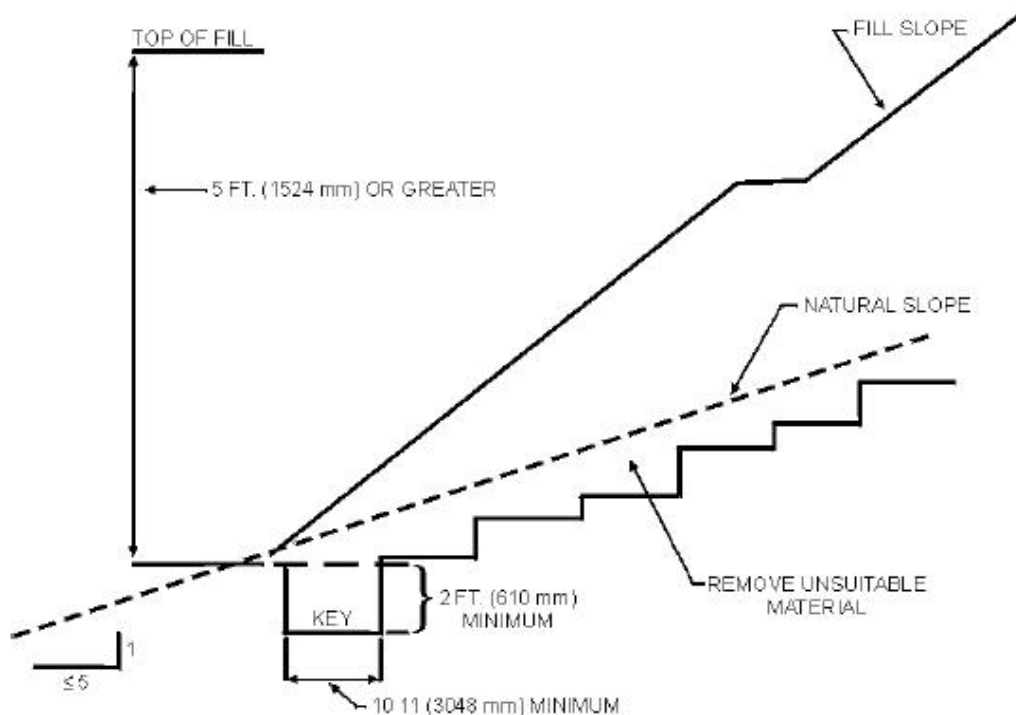 TOP OF FILL
FILL SLOPE
5 FT. (1524 mm) OR GREATER
NATURAL SLOPE
REMOVE UNSUITABLE
MATERIAL
2 FT. (610 mm)
MINIMUM
KEY
1
≤ 5
10 11 (3048 mm) MINIMUM